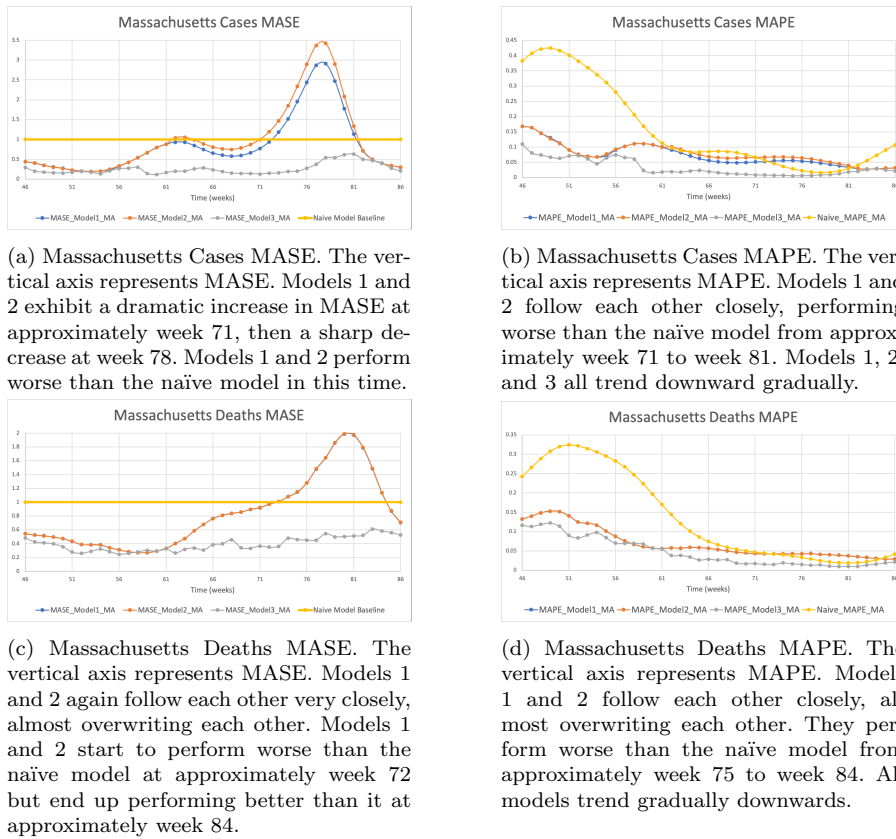 Massachusetts Cases MASE
3.5
3
2.5
2
1.5
1
0.5
0
46 51 56 61 66 71 76 81 86
Time (weeks)
MASE_Model1_MA MASE_Model2_MA MASE_Model3_MA Naive Model Baseline
(a) Massachusetts Cases MASE. The ver-
tical axis represents MASE. Models 1 and
2 exhibit a dramatic increase in MASE at
approximately week 71, then a sharp de-
crease at week 78. Models 1 and 2 perform
worse than the naïve model in this time.
Massachusetts Cases MAPE
0.45
0.4
0.35
0.3
0.25
0.2
0.15
0.1
0.05
0
46 51 56 61 66 71 76 81 86
Time (weeks)
MAPE_Model1_MA MAPE_Model2_MA MAPE_Model3_MA Naive_MAPE_MA
(b) Massachusetts Cases MAPE. The ver
tical axis represents MAPE. Models 1 and
2 follow each other closely, performing
worse than the naïve model from approx
imately week 71 to week 81. Models 1, 2
and 3 all trend downward gradually.
Massachusetts Deaths MASE
2
1.8
1.6
1.4
1.2
1
0.8
0.6
0.4
0.2
0
46 51 56 61 66 71 76 81 86
Time (weeks)
MASE_Model1_MA MASE_Model2_MA MASE_Model3_MA Naive Model Baseline
(c) Massachusetts Deaths MASE. The
vertical axis represents MASE. Models 1
and 2 again follow each other very closely,
almost overwriting each other. Models 1
and 2 start to perform worse than the
naïve model at approximately week 72
but end up performing better than it at
approximately week 84.
Massachusetts Deaths MAPE
0.35
0.3
0.25
0.2
0.15
0.1
0.05
0
46 51 56 61 66 71 76 81 86
Time (weeks)
MAPE_Model1_MA MAPE_Model2_MA MAPE_Model3_MA Naive_MAPE_MA
(d) Massachusetts Deaths MAPE. The
vertical axis represents MAPE. Model
1 and 2 follow each other closely, al
most overwriting each other. They per
form worse than the naïve model from
approximately week 75 to week 84. Al
models trend gradually downwards.